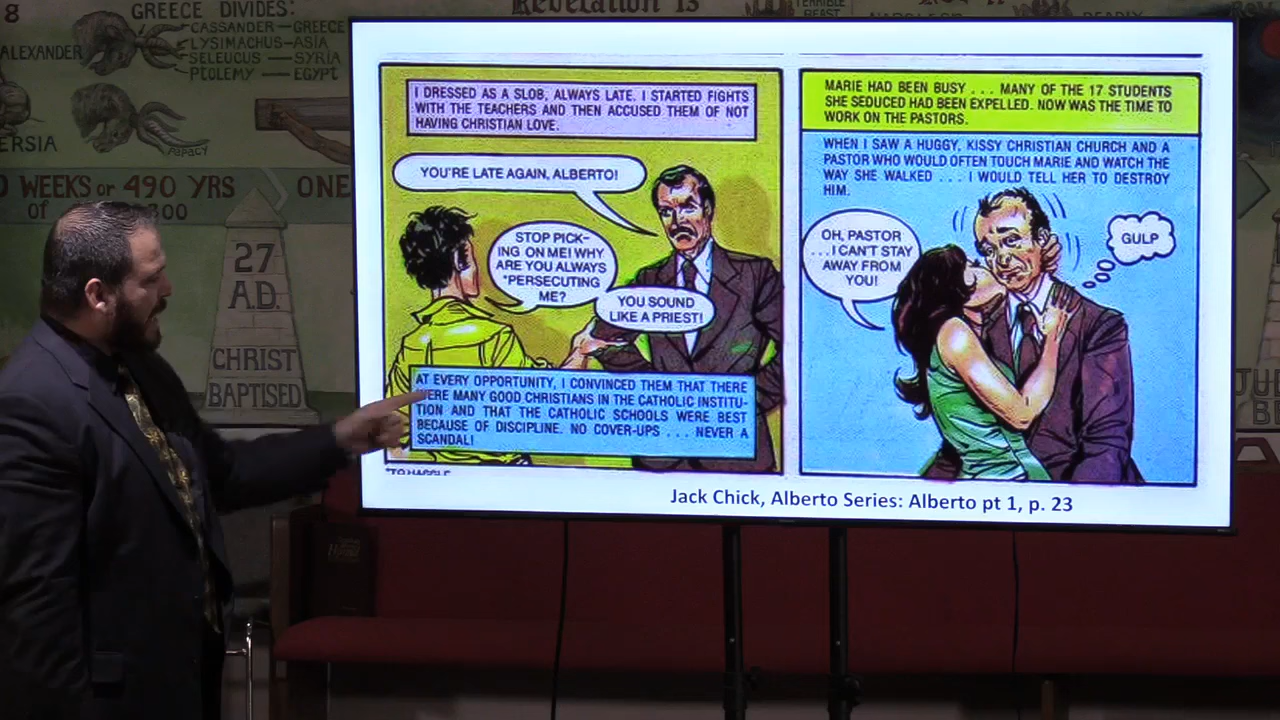 8
GREECE DIVIDES:
CASSANDER—GREECE
LYSIMACHUS—ASIA
SELEUCUS—SYRIA
PTOLEMY—EGYPT
ALEXANDER
PAPACY
WEEKS or 490 YRS
of
ONE
27
A.D.
CHRIST
BAPTISED
Revelation 13
TERRIBLE
BEAST
DEADLY
I DRESSED AS A SLOB, ALWAYS LATE. I STARTED FIGHTS
WITH THE TEACHERS AND THEN ACCUSED THEM OF NOT
HAVING CHRISTIAN LOVE.
YOU'RE LATE AGAIN, ALBERTO!
STOP PICK-
ING ON ME! WHY
ARE YOU ALWAYS
*PERSECUTING
ME?
YOU SOUND
LIKE A PRIEST!
AT EVERY OPPORTUNITY, I CONVINCED THEM THAT THERE
WERE MANY GOOD CHRISTIANS IN THE CATHOLIC INSTITU-
TION AND THAT THE CATHOLIC SCHOOLS WERE BEST
BECAUSE OF DISCIPLINE. NO COVER-UPS . . . NEVER A
SCANDAL!
MARIE HAD BEEN BUSY . . . MANY OF THE 17 STUDENTS
SHE SEDUCED HAD BEEN EXPELLED. NOW WAS THE TIME TO
WORK ON THE PASTORS.
WHEN I SAW A HUGGY, KISSY CHRISTIAN CHURCH AND A
PASTOR WHO WOULD OFTEN TOUCH MARIE AND WATCH THE
WAY SHE WALKED . . . I WOULD TELL HER TO DESTROY
HIM.
OH, PASTOR
. . . I CAN'T STAY
AWAY FROM
YOU!
GULP
Jack Chick, Alberto Series: Alberto pt 1, p. 23